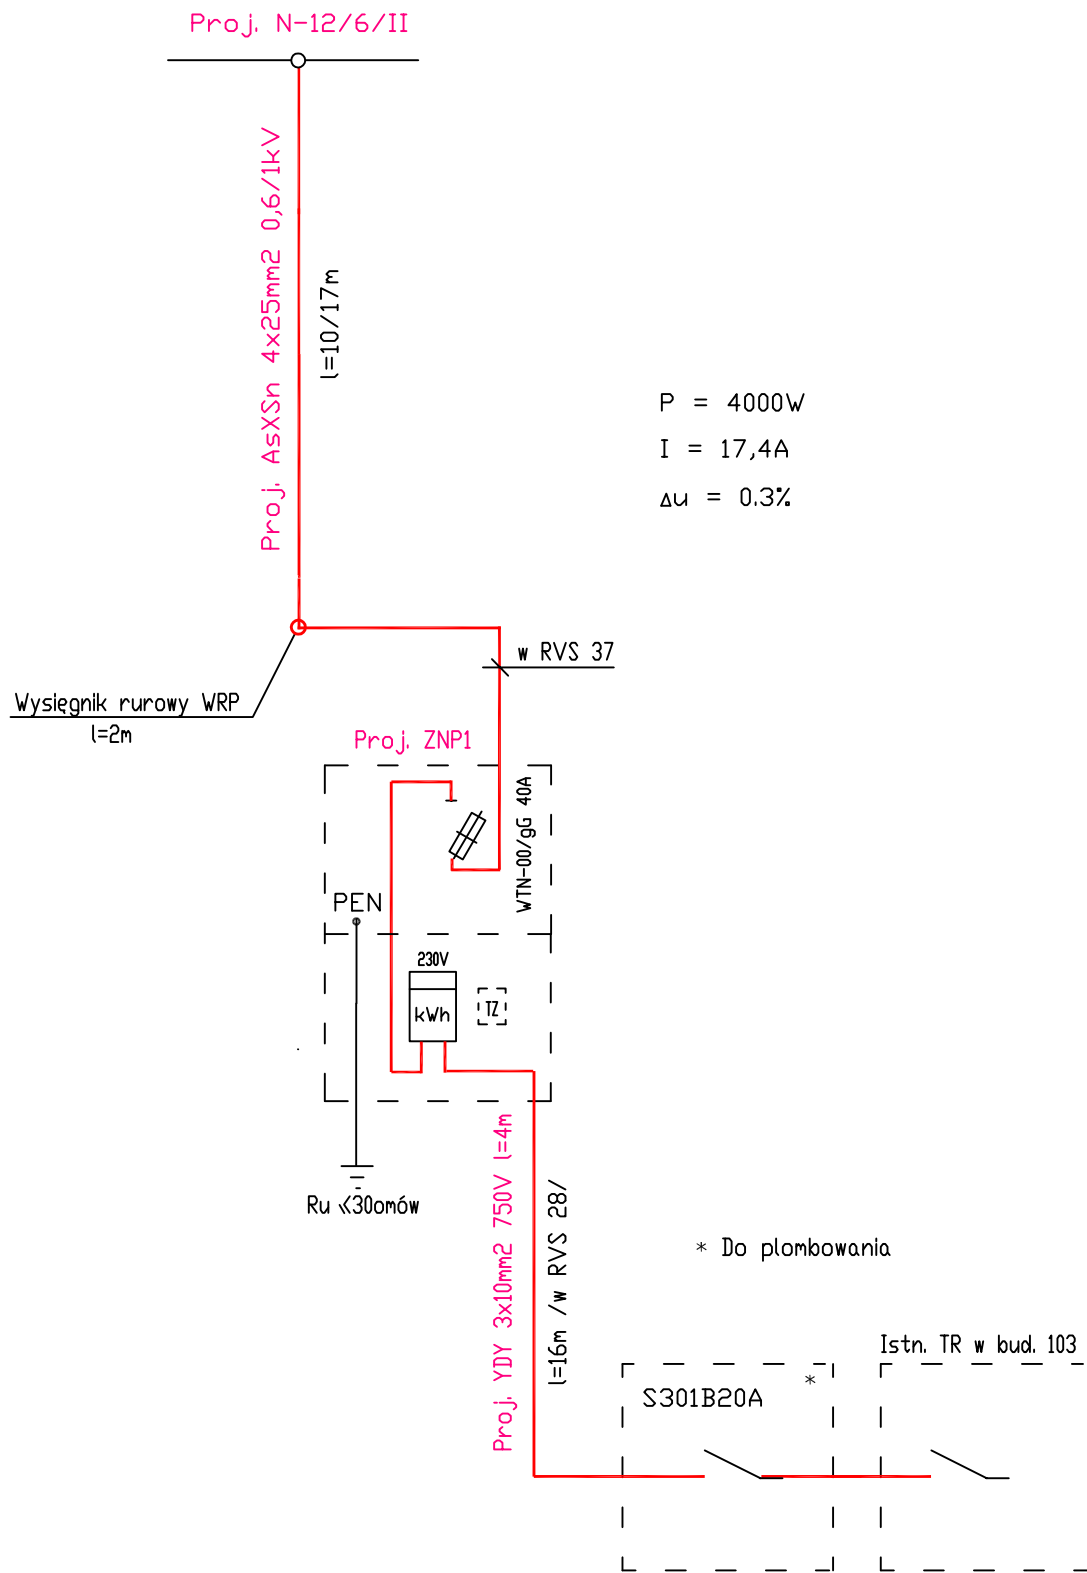 Proj. N-12/6/II
Proj. AsXSn 4x25mm2 0,6/1kV
l=10/17m
P = 4000W
I = 17,4A
Δu = 0.3%
w RVS 37
Wysięgnik rurowy WRP
l=2m
Proj. ZNP1
WTN-00/gG 40A
PEN
230V
kWh
TZ
Ru ≪30omów
Proj. YDY 3x10mm2 750V l=4m
l=16m /w RVS 28/
* Do plombowania
Istn. TR w bud. 103
*
S301B20A